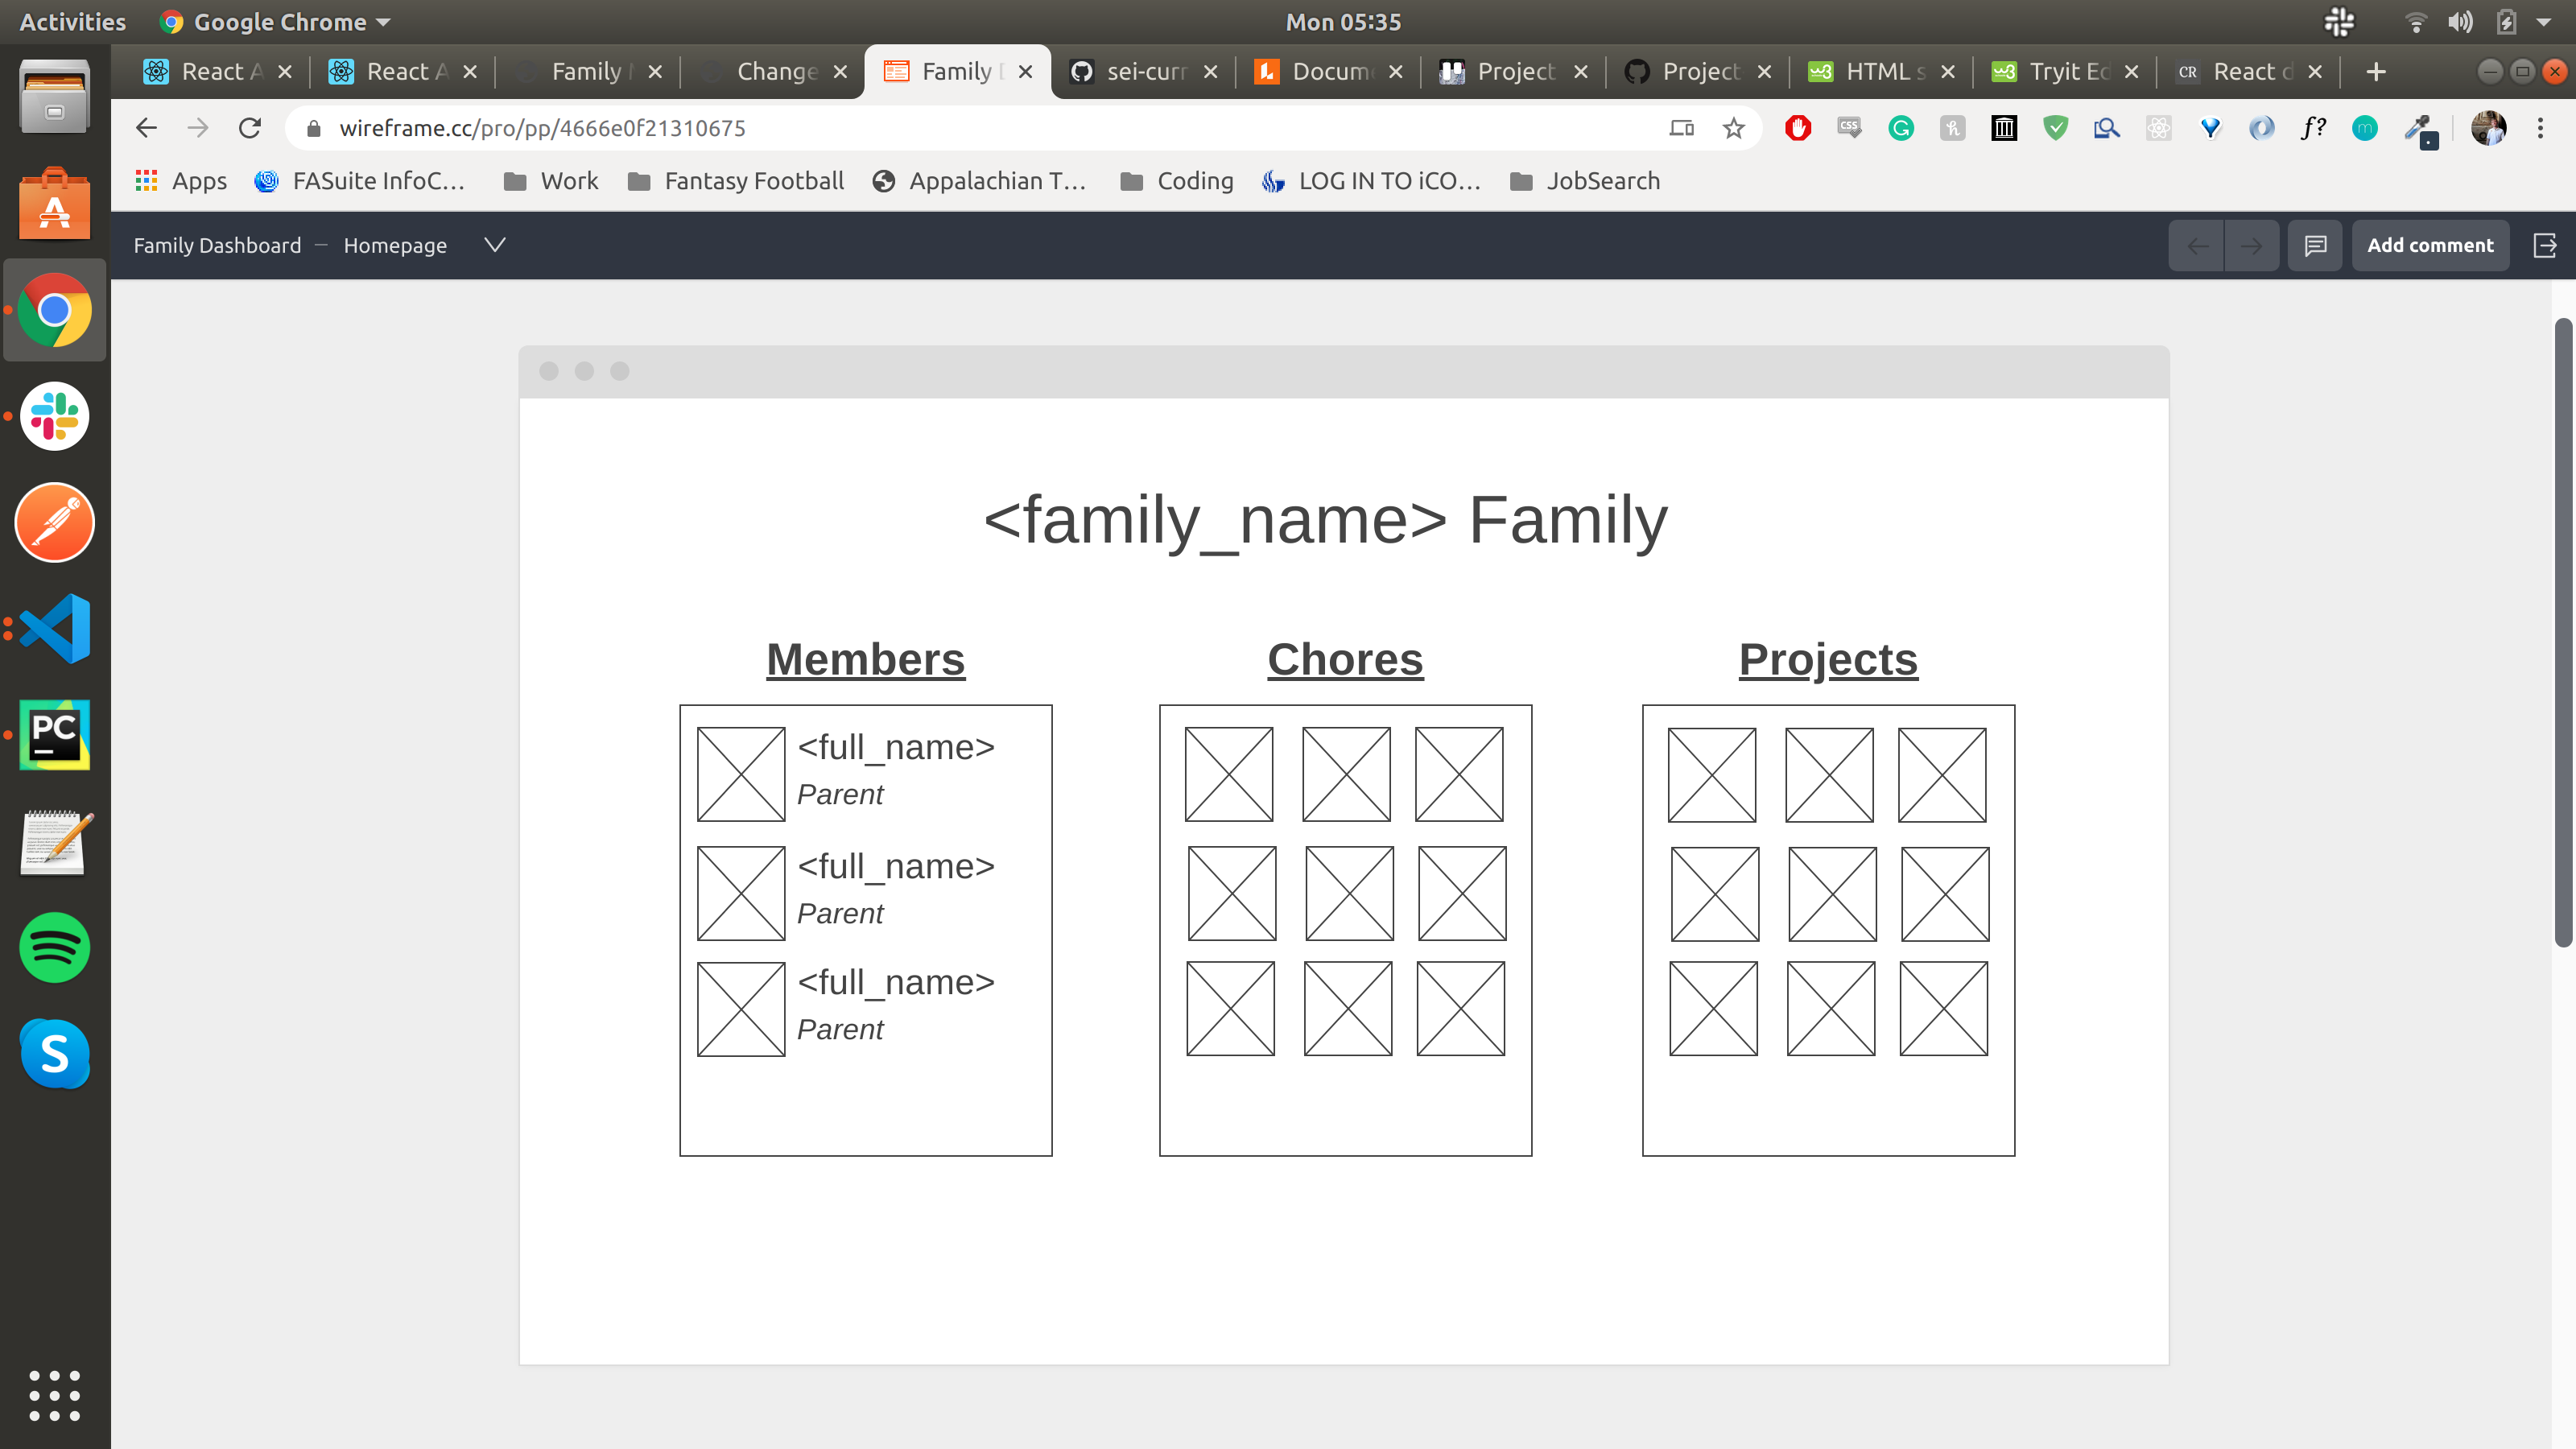 Activities Google Chrome Mon 05:35
React A React A Family Change Family D sei-curr Docume Project Project HTML s Tryit Ed React d
wireframe.cc/pro/pp/4666e0f21310675
Apps FASuite InfoC... Work Fantasy Football Appalachian T... Coding LOG IN TO iCO... JobSearch
Family Dashboard — Homepage Add comment
<family_name> Family
Members Chores Projects
<full_name>
Parent
<full_name>
Parent
<full_name>
Parent